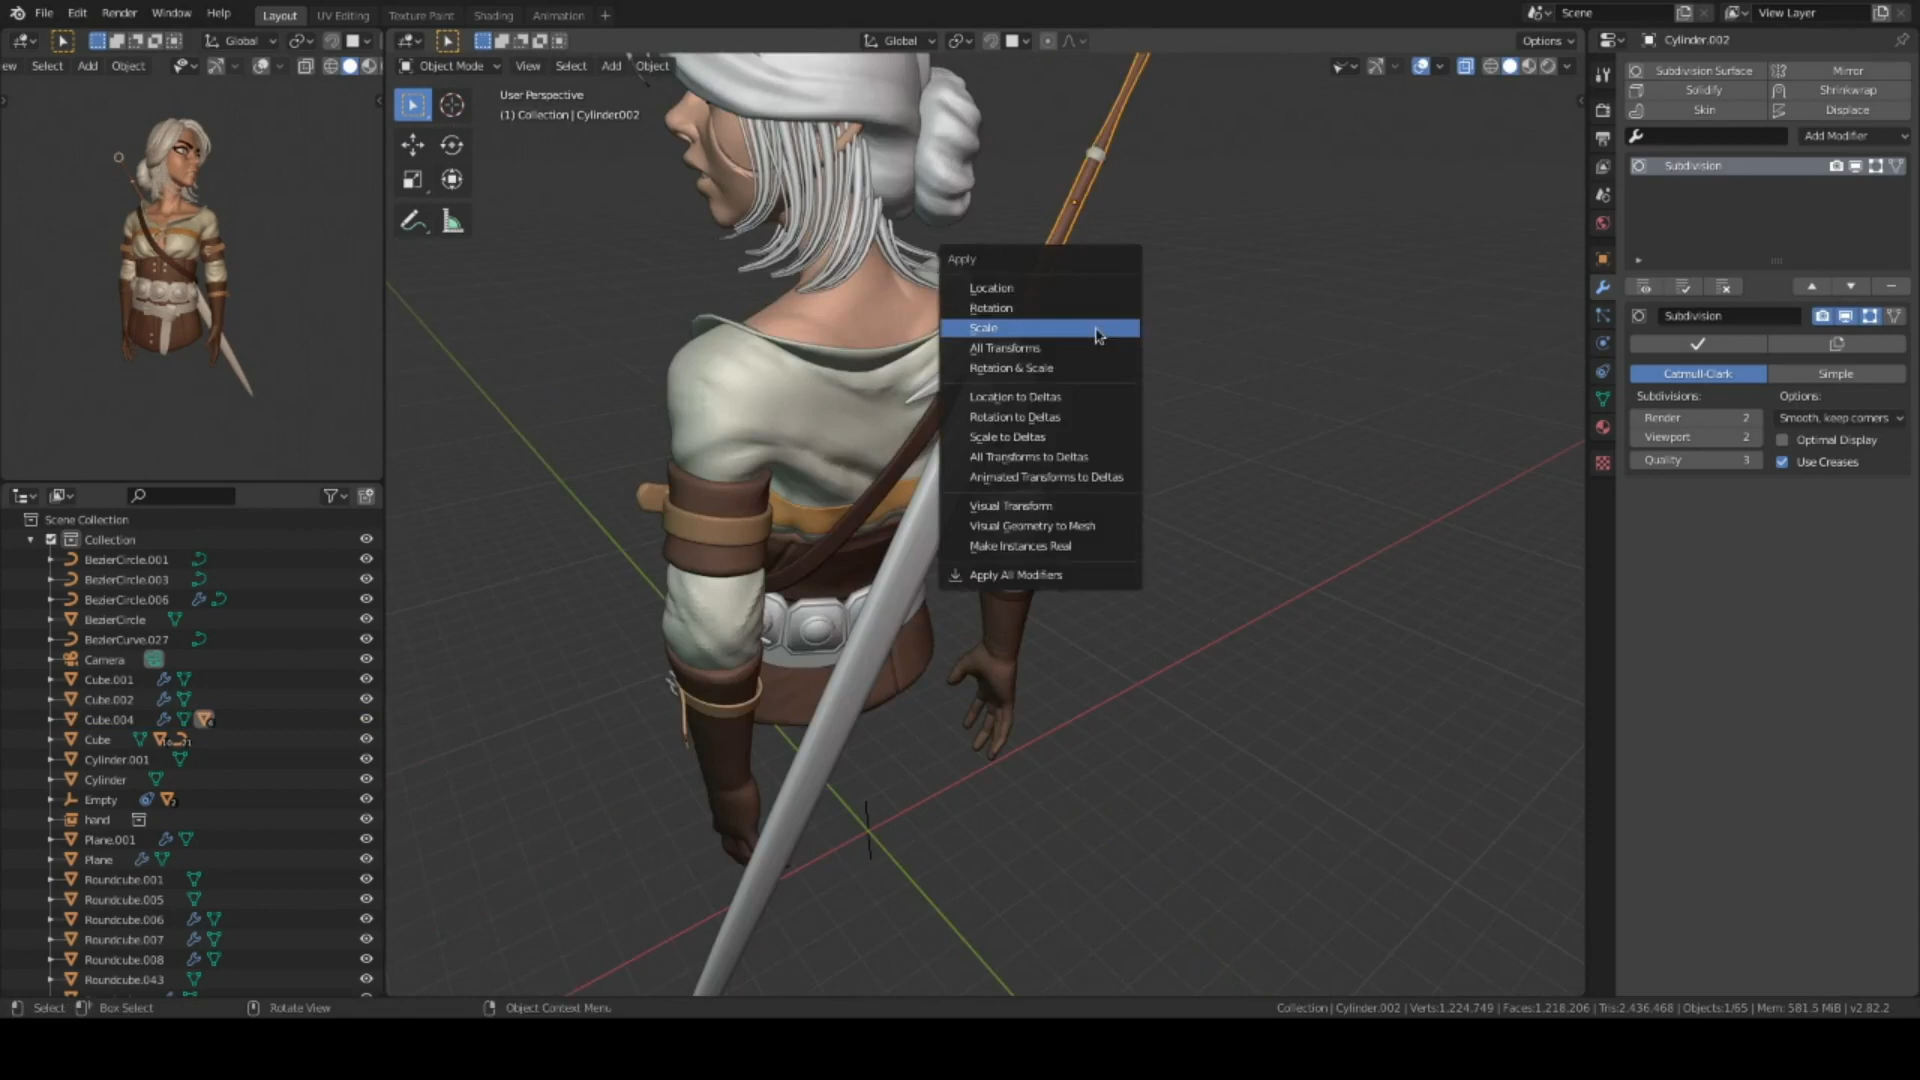 File Edit Render Window Help
Layout UV Editing Texture Paint Shading Animation +
Scene
View Layer
Global
Global
Options
Cylinder.002
ew Select Add Object
Object Mode View Select Add Object
Subdivision Surface Mirror
Solidify Shrinkwrap
Skin Displace
Add Modifier
User Perspective
(1) Collection | Cylinder.002
Subdivision
Subdivision
Catmull-Clark Simple
Subdivisions: Options:
Render 2 Smooth, keep corners
Viewport 2 Optimal Display
Quality 3 Use Creases
Apply
Location
Rotation
Scale
All Transforms
Rotation & Scale
Location to Deltas
Rotation to Deltas
Scale to Deltas
All Transforms to Deltas
Animated Transforms to Deltas
Visual Transform
Visual Geometry to Mesh
Make Instances Real
Apply All Modifiers
Scene Collection
Collection
BezierCircle.001
BezierCircle.003
BezierCircle.006
BezierCircle
BezierCurve.027
Camera
Cube.001
Cube.002
Cube.004
Cube
Cylinder.001
Cylinder
Empty
hand
Plane.001
Plane
Roundcube.001
Roundcube.005
Roundcube.006
Roundcube.007
Roundcube.008
Roundcube.043
Select Box Select Rotate View Object Context Menu
Collection | Cylinder.002 | Verts:1,224,749 | Faces:1,218,206 | Tris:2,436,468 | Objects:1/65 | Mem: 581.5 MiB | v2.82.2